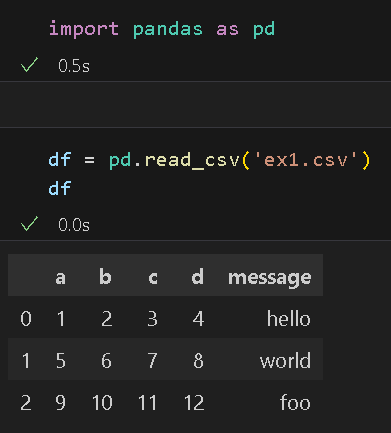 import pandas as pd
0.5s
df = pd.read_csv('ex1.csv')
df
0.0s
a b c d message
0 1 2 3 4 hello
1 5 6 7 8 world
2 9 10 11 12 foo